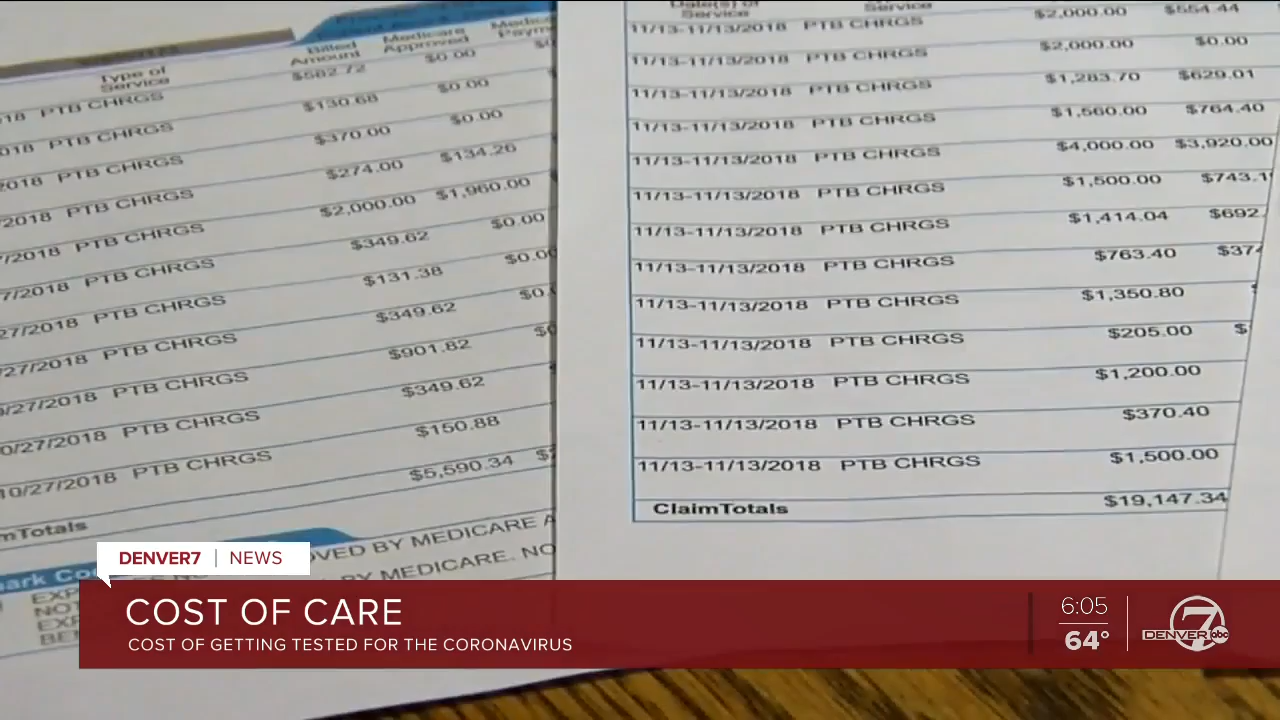 Type of Service
Billed Amount
Medicare Approved
18 PTB CHRGS $582.72 $0.00
018 PTB CHRGS $130.68 $0.00
2018 PTB CHRGS $370.00 $0.00
/2018 PTB CHRGS $274.00 $134.26
/2018 PTB CHRGS $2,000.00 $1,960.00
7/2018 PTB CHRGS $349.62 $0.00
27/2018 PTB CHRGS $131.38 $0.00
/27/2018 PTB CHRGS $349.62 $0.
/27/2018 PTB CHRGS $901.82 $0
0/27/2018 PTB CHRGS $349.62
10/27/2018 PTB CHRGS $150.88
mTotals $5,590.34
OVED BY MEDICARE A
BY MEDICARE. NO
Date(s) of Service
Service
11/13-11/13/2018 PTB CHRGS $2,000.00 $554.44
11/13-11/13/2018 PTB CHRGS $2,000.00 $0.00
11/13-11/13/2018 PTB CHRGS $1,283.70 $629.01
11/13-11/13/2018 PTB CHRGS $1,560.00 $764.40
11/13-11/13/2018 PTB CHRGS $4,000.00 $3,920.00
11/13-11/13/2018 PTB CHRGS $1,500.00 $743.1
11/13-11/13/2018 PTB CHRGS $1,414.04 $692.
11/13-11/13/2018 PTB CHRGS $763.40 $374
11/13-11/13/2018 PTB CHRGS $1,350.80
11/13-11/13/2018 PTB CHRGS $205.00 $
11/13-11/13/2018 PTB CHRGS $1,200.00
11/13-11/13/2018 PTB CHRGS $370.40
11/13-11/13/2018 PTB CHRGS $1,500.00
ClaimTotals $19,147.34
DENVER7 | NEWS
COST OF CARE
COST OF GETTING TESTED FOR THE CORONAVIRUS
6:05
64°
7
DENVER abc